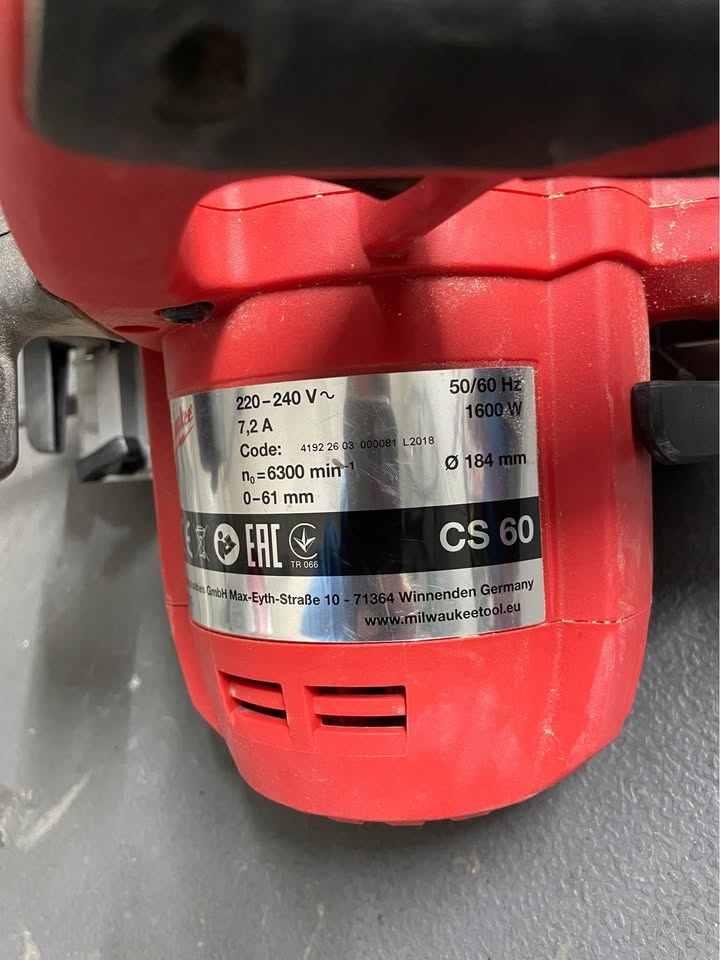 220–240 V~ 50/60 Hz
7,2 A 1600 W
Code: 4192 26 03 000081 L2018
n₀=6300 min⁻¹ Ø 184 mm
0–61 mm
CE EAC
TR 066
CS 60
GmbH Max-Eyth-Straße 10 - 71364 Winnenden Germany
www.milwaukeetool.eu